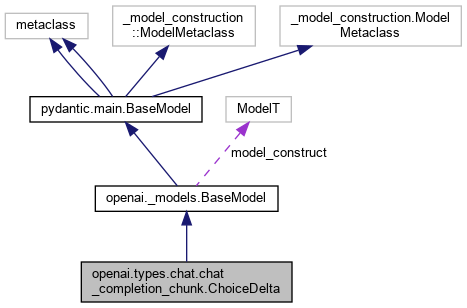 metaclass
_model_construction
::ModelMetaclass
_model_construction.Model
Metaclass
pydantic.main.BaseModel
ModelT
model_construct
openai._models.BaseModel
openai.types.chat.chat
_completion_chunk.ChoiceDelta